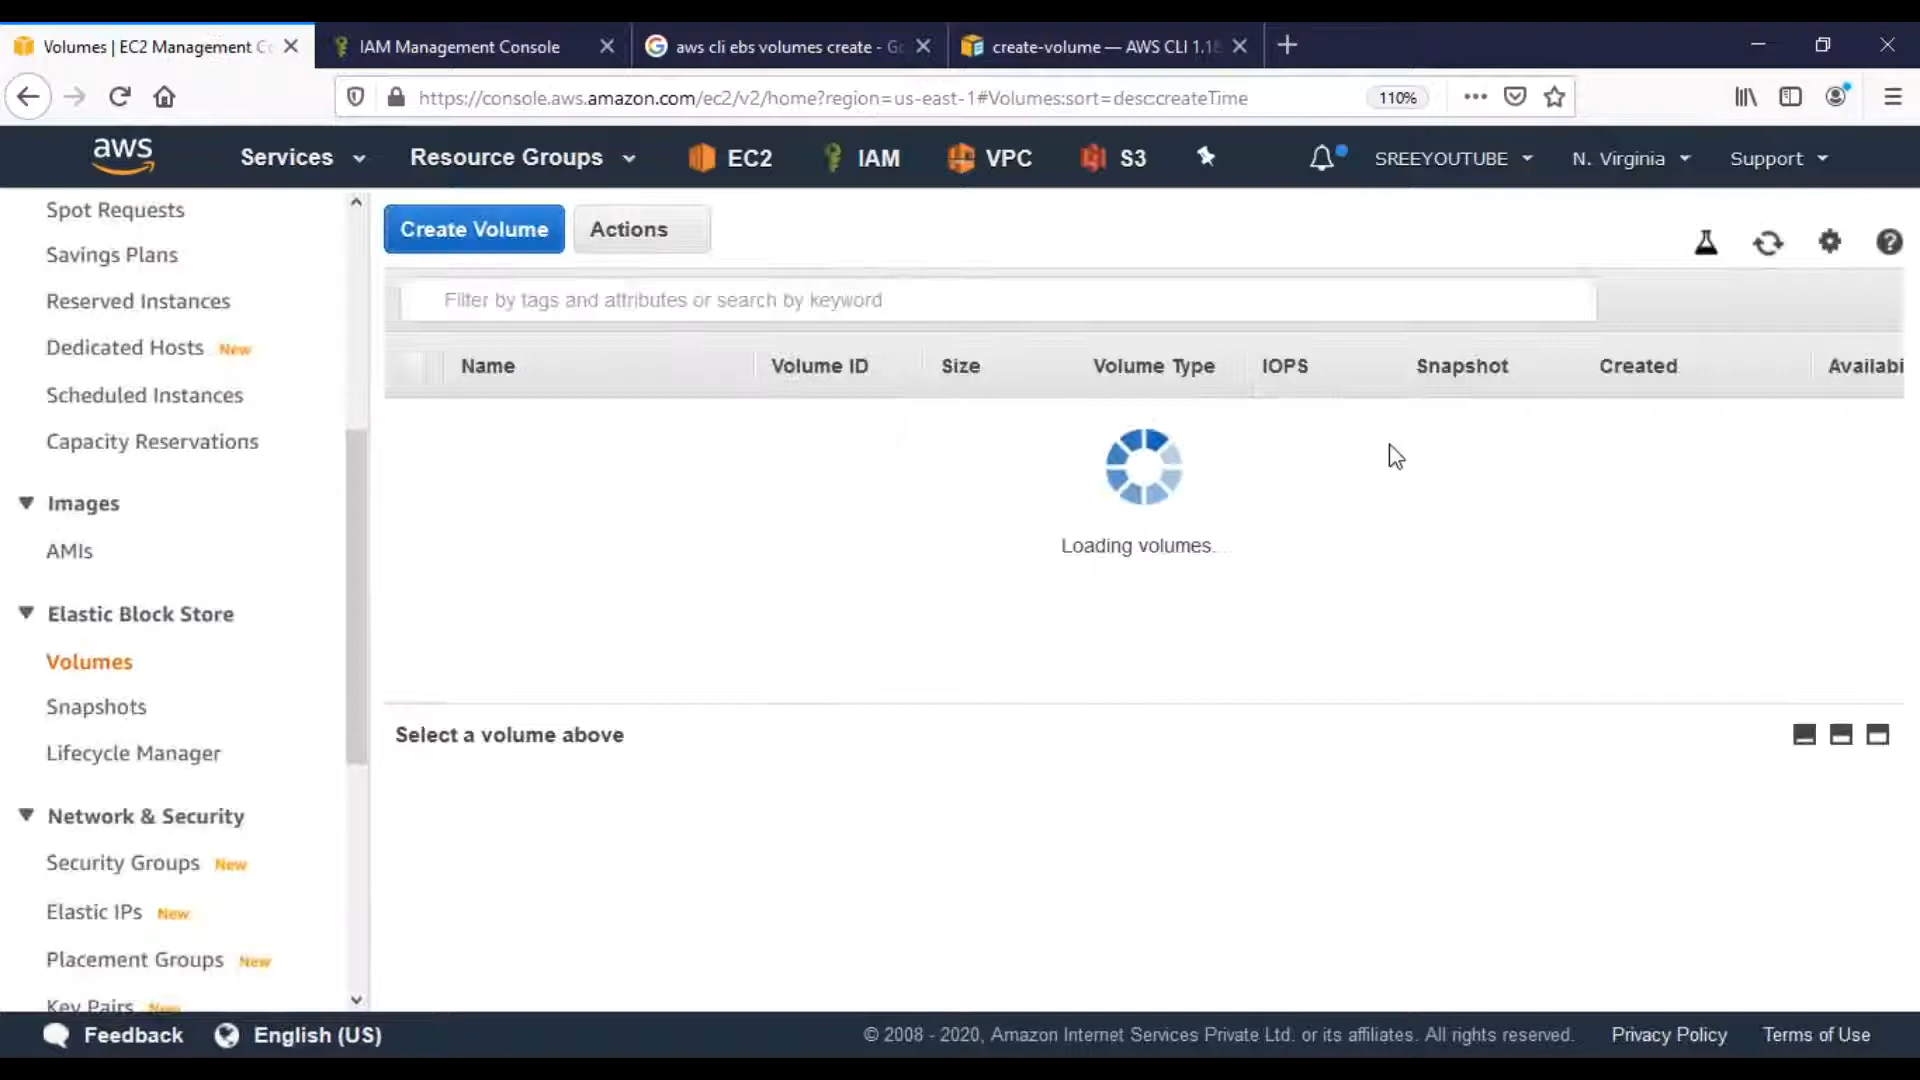 Volumes | EC2 Management Co
IAM Management Console
aws cli ebs volumes create - Go
create-volume — AWS CLI 1.18
https://console.aws.amazon.com/ec2/v2/home?region=us-east-1#Volumes:sort=desc:createTime
110%
aws
Services
Resource Groups
EC2
IAM
VPC
S3
SREEYOUTUBE
N. Virginia
Support
Spot Requests
Savings Plans
Reserved Instances
Dedicated Hosts New
Scheduled Instances
Capacity Reservations
Images
AMIs
Elastic Block Store
Volumes
Snapshots
Lifecycle Manager
Network & Security
Security Groups New
Elastic IPs New
Placement Groups New
Key Pairs New
Create Volume
Actions
Filter by tags and attributes or search by keyword
Name
Volume ID
Size
Volume Type
IOPS
Snapshot
Created
Availabi
Loading volumes...
Select a volume above
Feedback
English (US)
© 2008 - 2020, Amazon Internet Services Private Ltd. or its affiliates. All rights reserved.
Privacy Policy
Terms of Use